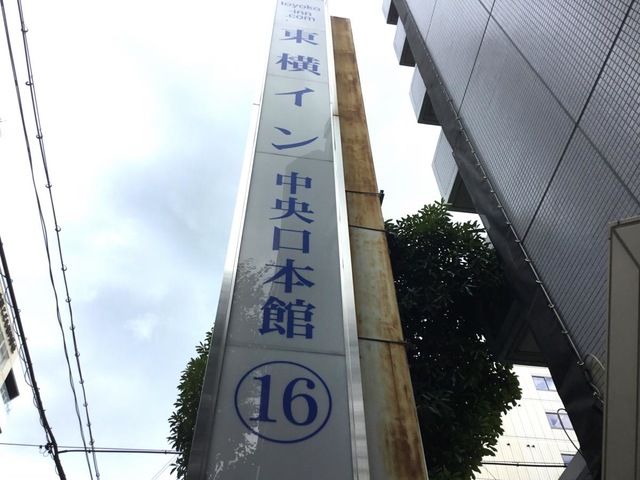 toyoko-
inn
.com
東横イン
中央口本館
16